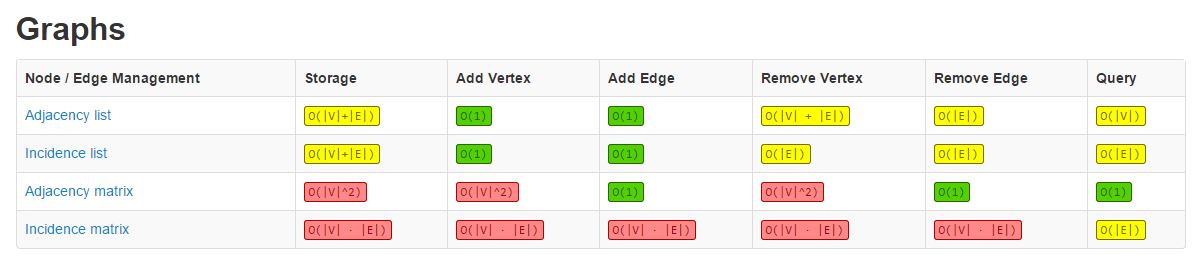 Graphs
Node / Edge Management Storage Add Vertex Add Edge Remove Vertex Remove Edge Query
Adjacency list O(|V|+|E|) O(1) O(1) O(|V| + |E|) O(|E|) O(|V|)
Incidence list O(|V|+|E|) O(1) O(1) O(|E|) O(|E|) O(|E|)
Adjacency matrix O(|V|^2) O(|V|^2) O(1) O(|V|^2) O(1) O(1)
Incidence matrix O(|V| · |E|) O(|V| · |E|) O(|V| · |E|) O(|V| · |E|) O(|V| · |E|) O(|E|)